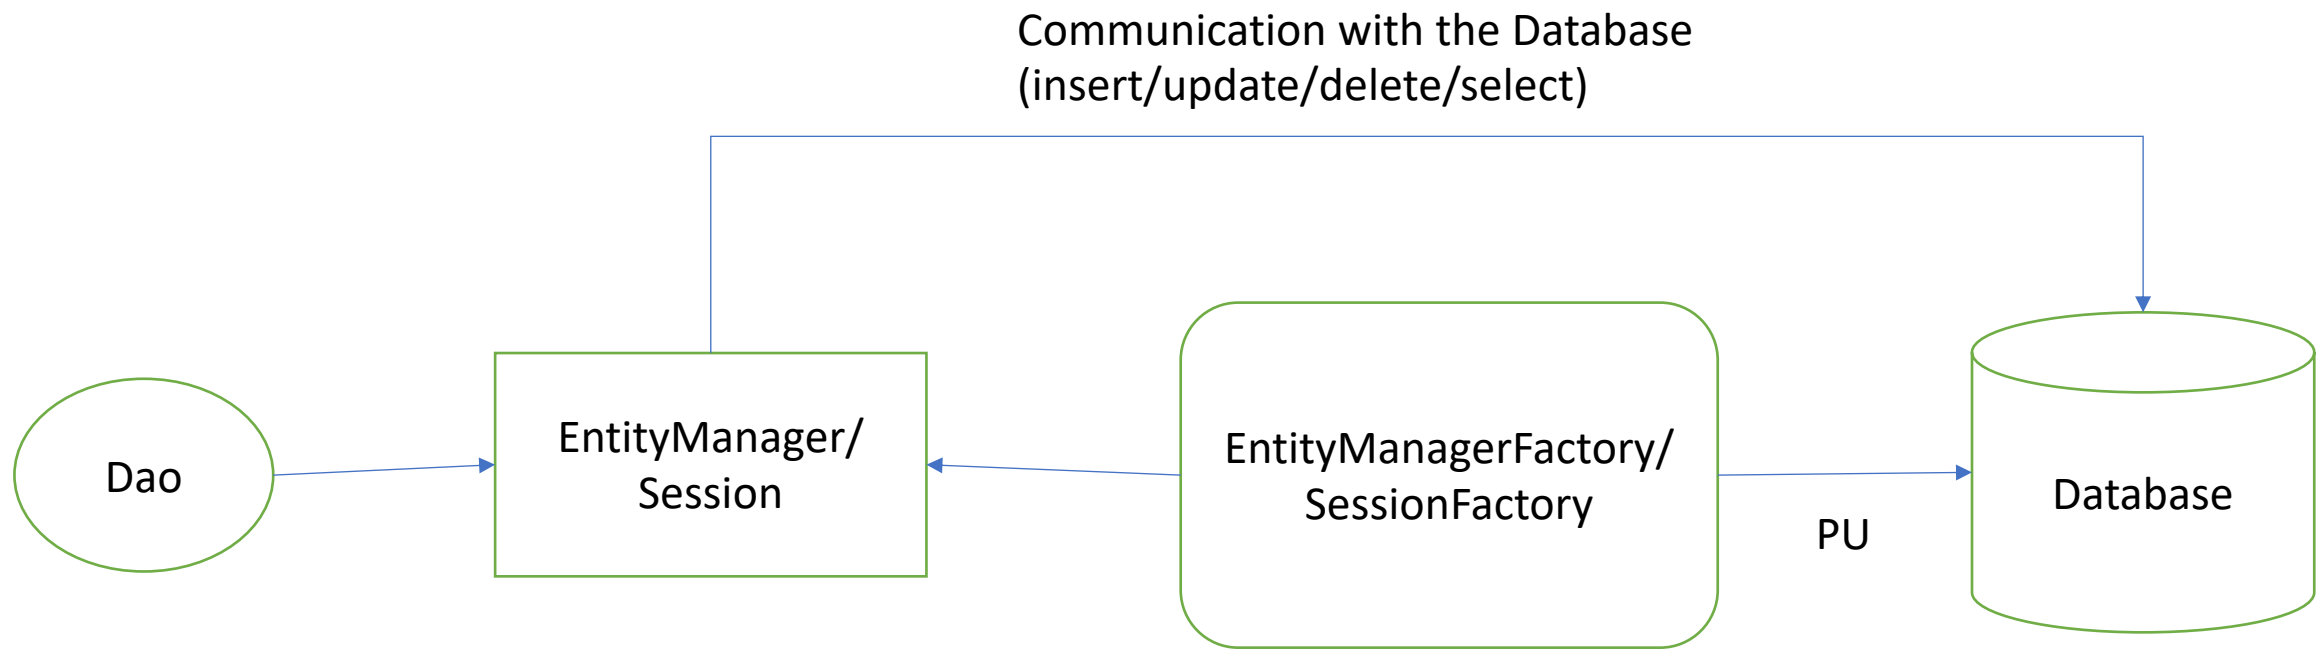 Communication with the Database
(insert/update/delete/select)
Dao
EntityManager/
Session
EntityManagerFactory/
SessionFactory
PU
Database